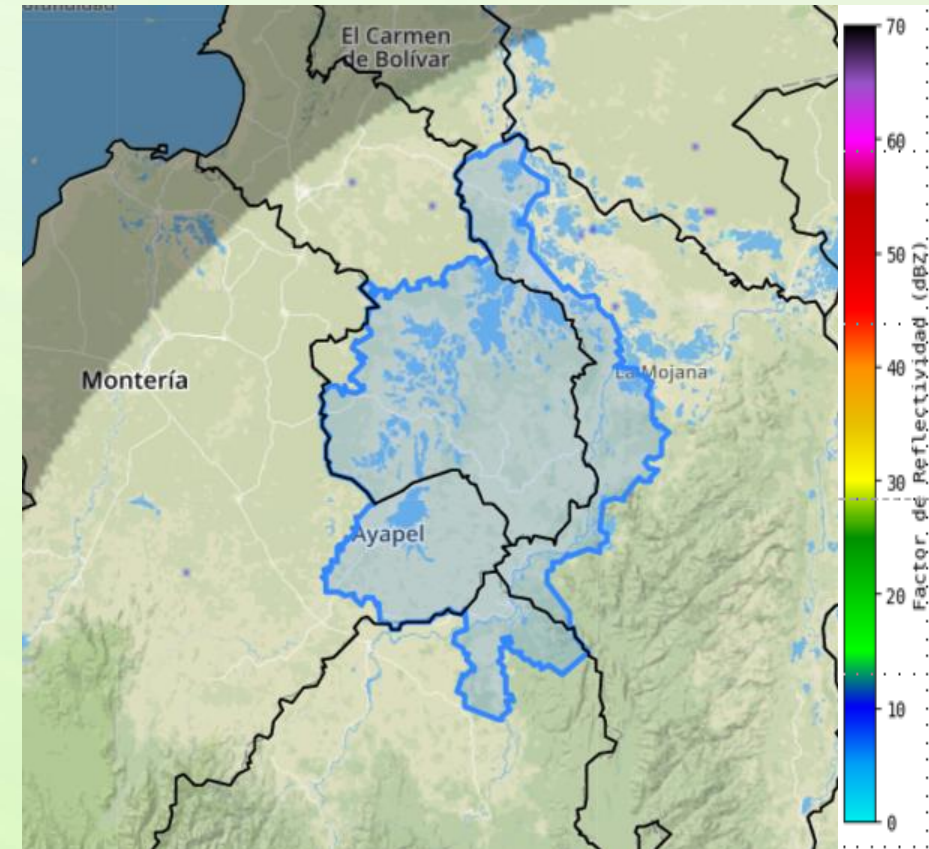 El Carmen
de Bolívar
Montería
La Mojana
Ayapel
70
60
50
40
30
20
10
0
Factor de Reflectividad (dBZ)